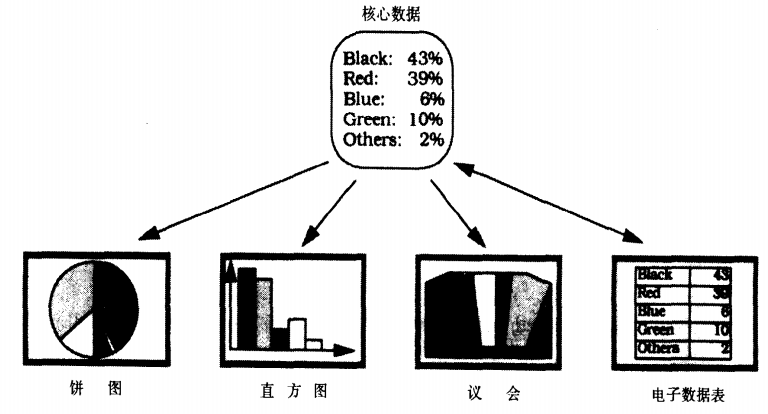 核心数据
Black: 43%
Red: 39%
Blue: 6%
Green: 10%
Others: 2%
Black 43
Red 39
Blue 6
Green 10
Others 2
饼 图
直 方 图
议 会
电子数据表